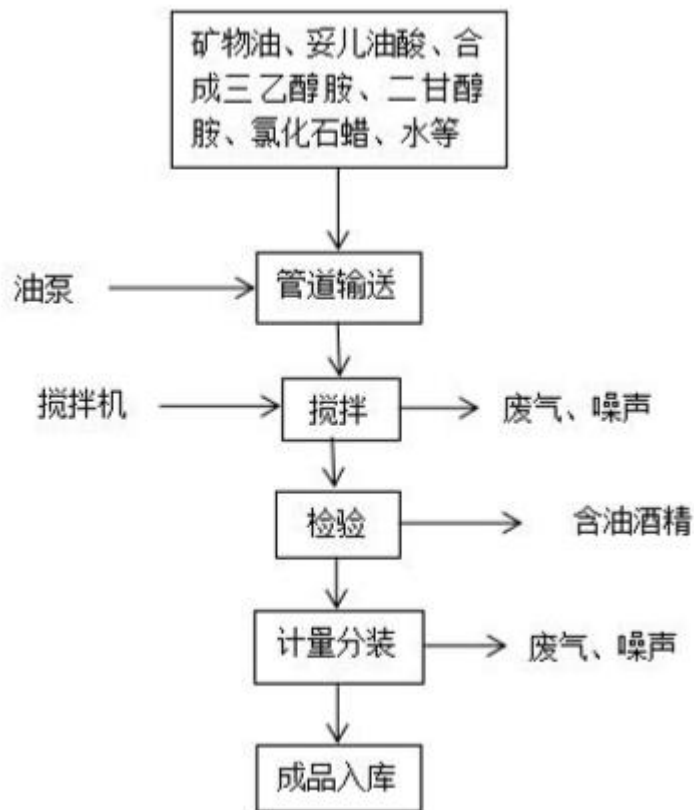 矿物油、妥儿油酸、合
成三乙醇胺、二甘醇
胺、氯化石蜡、水等
油泵
管道输送
搅拌机
搅拌
废气、噪声
检验
含油酒精
计量分装
废气、噪声
成品入库